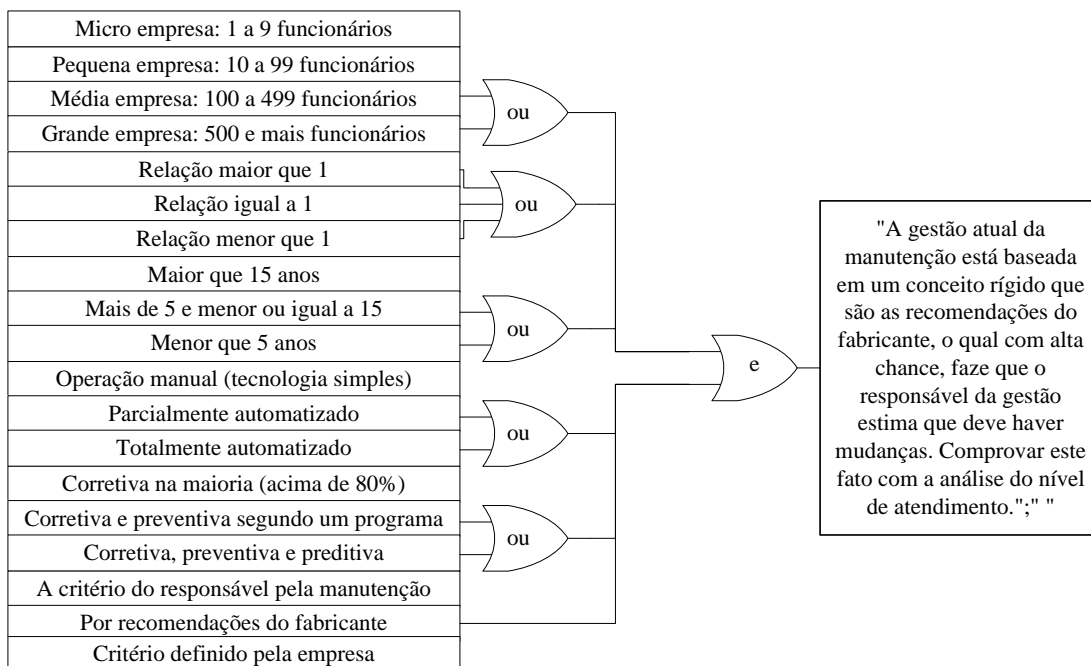 Micro empresa: 1 a 9 funcionários
Pequena empresa: 10 a 99 funcionários
Média empresa: 100 a 499 funcionários
Grande empresa: 500 e mais funcionários
Relação maior que 1
Relação igual a 1
Relação menor que 1
Maior que 15 anos
Mais de 5 e menor ou igual a 15
Menor que 5 anos
Operação manual (tecnologia simples)
Parcialmente automatizado
Totalmente automatizado
Corretiva na maioria (acima de 80%)
Corretiva e preventiva segundo um programa
Corretiva, preventiva e preditiva
A critério do responsável pela manutenção
Por recomendações do fabricante
Critério definido pela empresa
ou
ou
ou
ou
ou
e
"A gestão atual da
manutenção está baseada
em um conceito rígido que
são as recomendações do
fabricante, o qual com alta
chance, faze que o
responsável da gestão
estima que deve haver
mudanças. Comprovar este
fato com a análise do nível
de atendimento.";" "